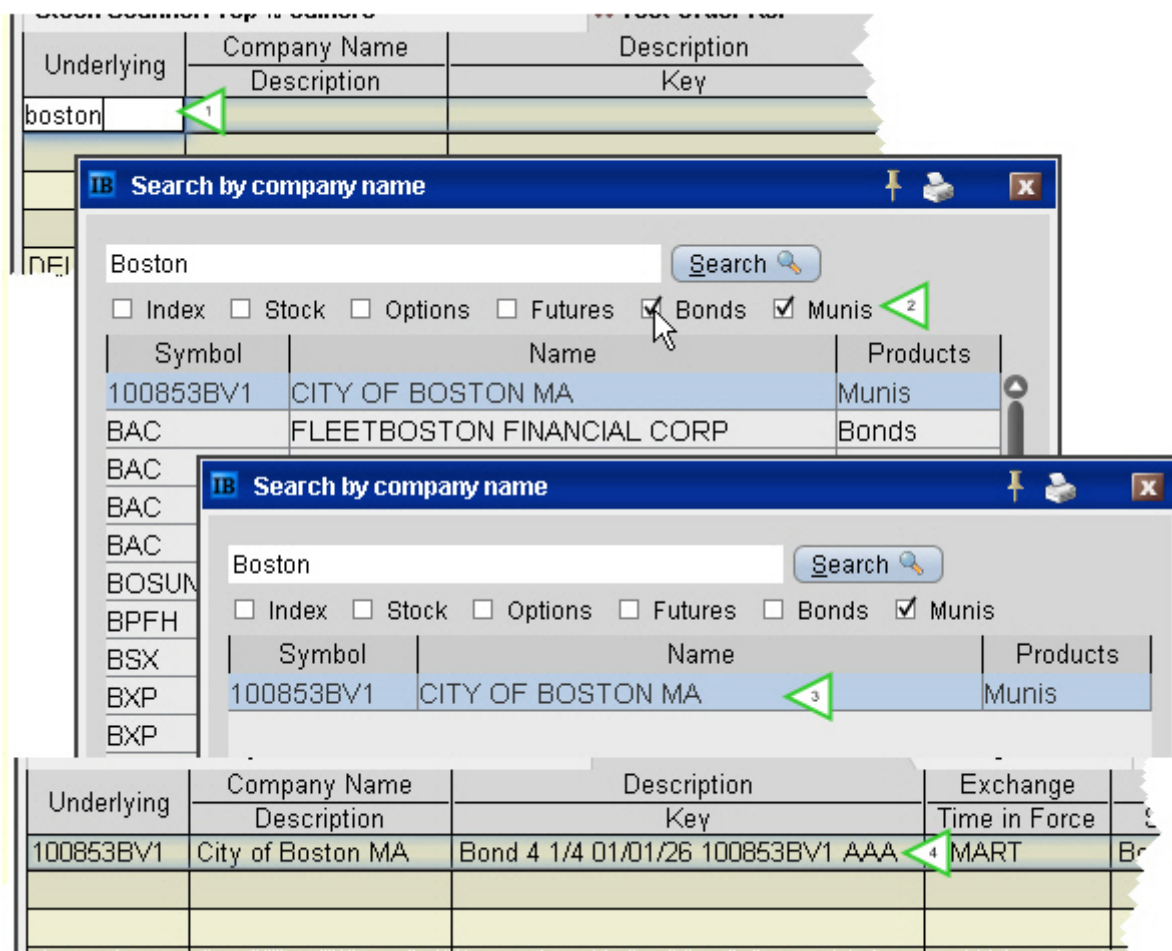 Underlying Company Name Description
Description Key
boston 1
IB Search by company name
Boston Search
Index Stock Options Futures Bonds Munis 2
Symbol Name Products
100853BV1 CITY OF BOSTON MA Munis
BAC FLEETBOSTON FINANCIAL CORP Bonds
BAC
BAC
BAC
BOSUN
BPFH
BSX
BXP
BXP
IB Search by company name
Boston Search
Index Stock Options Futures Bonds Munis
Symbol Name Products
100853BV1 CITY OF BOSTON MA 3 Munis
Underlying Company Name Description Exchange
Description Key Time in Force
100853BV1 City of Boston MA Bond 4 1/4 01/01/26 100853BV1 AAA 4 MART